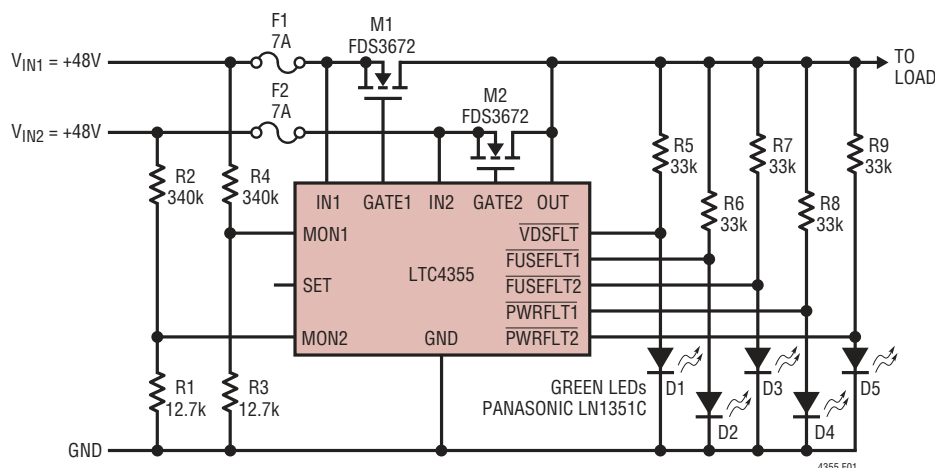 F1
7A
M1
FDS3672
VIN1 = +48V
TO
LOAD
F2
7A
M2
FDS3672
VIN2 = +48V
R2
340k
R4
340k
R5
33k
R6
33k
R7
33k
R8
33k
R9
33k
IN1 GATE1 IN2 GATE2 OUT
MON1
VDSFLT
FUSEFLT1
SET
LTC4355
FUSEFLT2
PWRFLT1
MON2
GND
PWRFLT2
R1
12.7k
R3
12.7k
GREEN LEDs
PANASONIC LN1351C
D1
D2
D3
D4
D5
GND
4355 F01